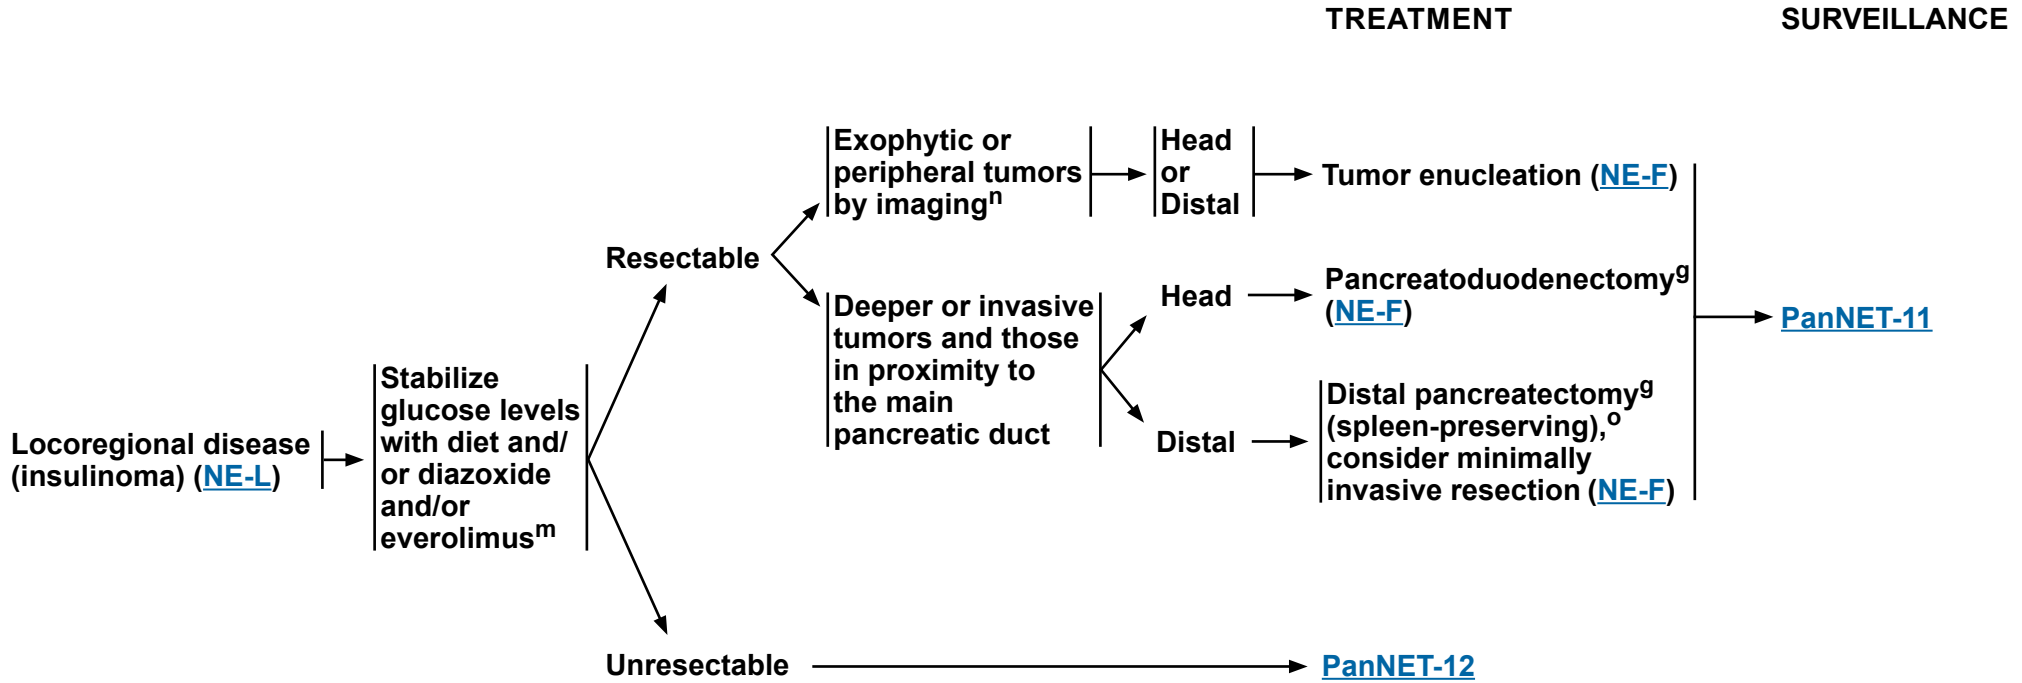 TREATMENT
SURVEILLANCE
Locoregional disease
(insulinoma) (NE-L)
Stabilize
glucose levels
with diet and/
or diazoxide
and/or
everolimusᵐ
Resectable
Exophytic or
peripheral tumors
by imagingⁿ
Head
or
Distal
Tumor enucleation (NE-F)
Deeper or invasive
tumors and those
in proximity to
the main
pancreatic duct
Head
Pancreatoduodenectomyᵍ
(NE-F)
Distal
Distal pancreatectomyᵍ
(spleen-preserving),ᵒ
consider minimally
invasive resection (NE-F)
PanNET-11
Unresectable
PanNET-12